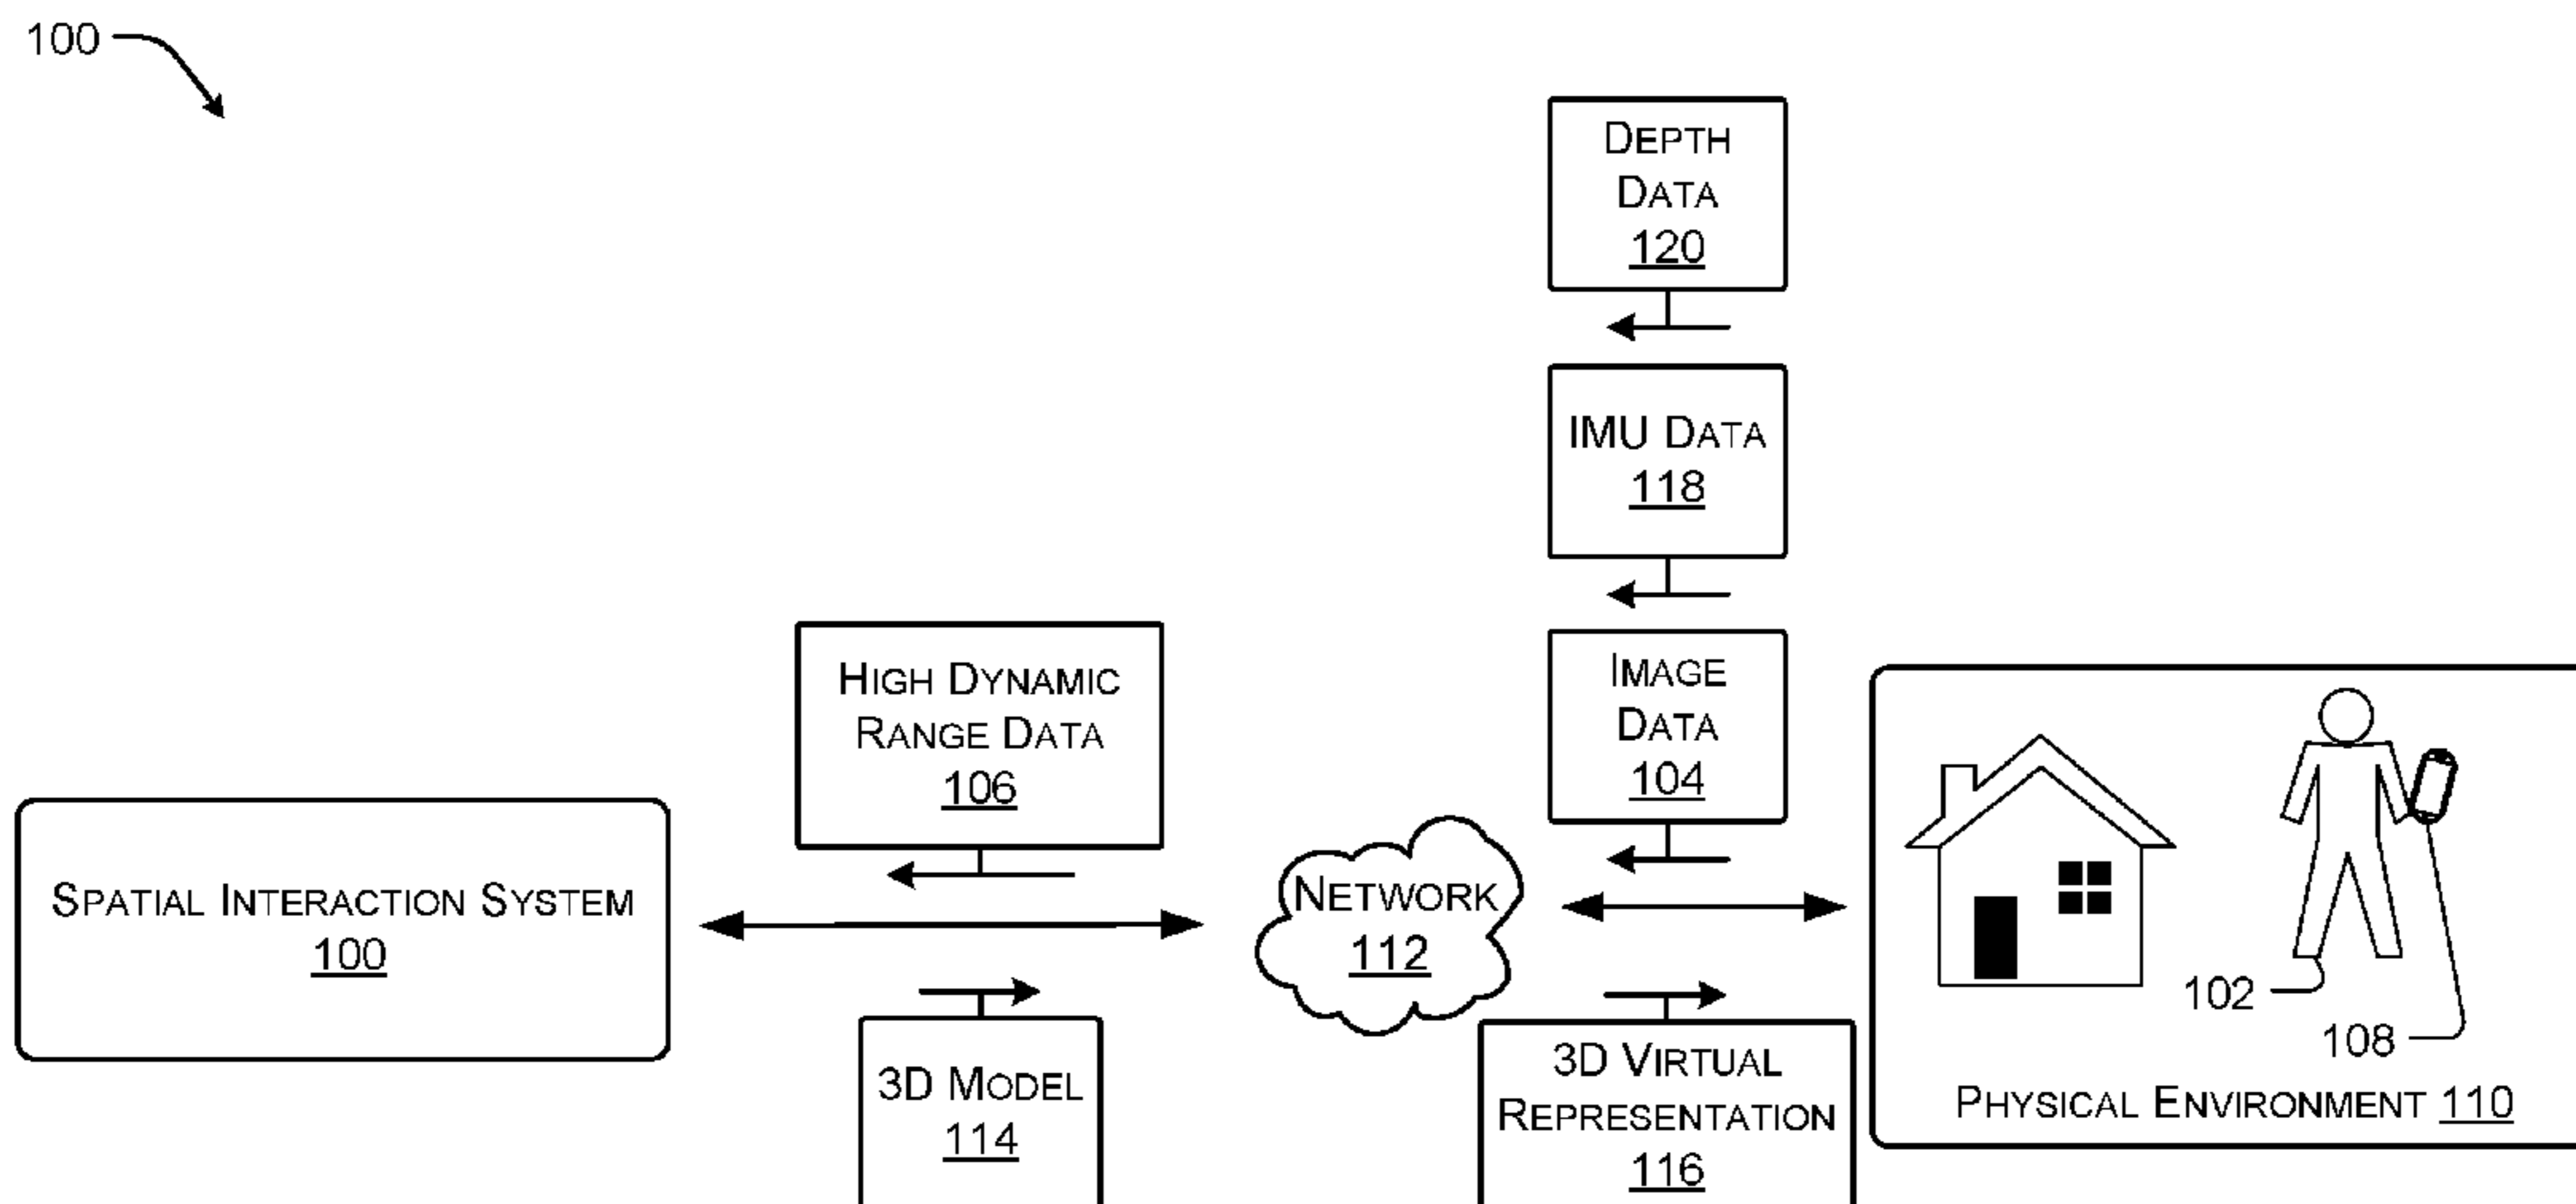 100
DEPTH
DATA
120
IMU DATA
118
HIGH DYNAMIC
RANGE DATA
106
IMAGE
DATA
104
SPATIAL INTERACTION SYSTEM
100
NETWORK
112
3D MODEL
114
3D VIRTUAL
REPRESENTATION
116
102
108
PHYSICAL ENVIRONMENT 110